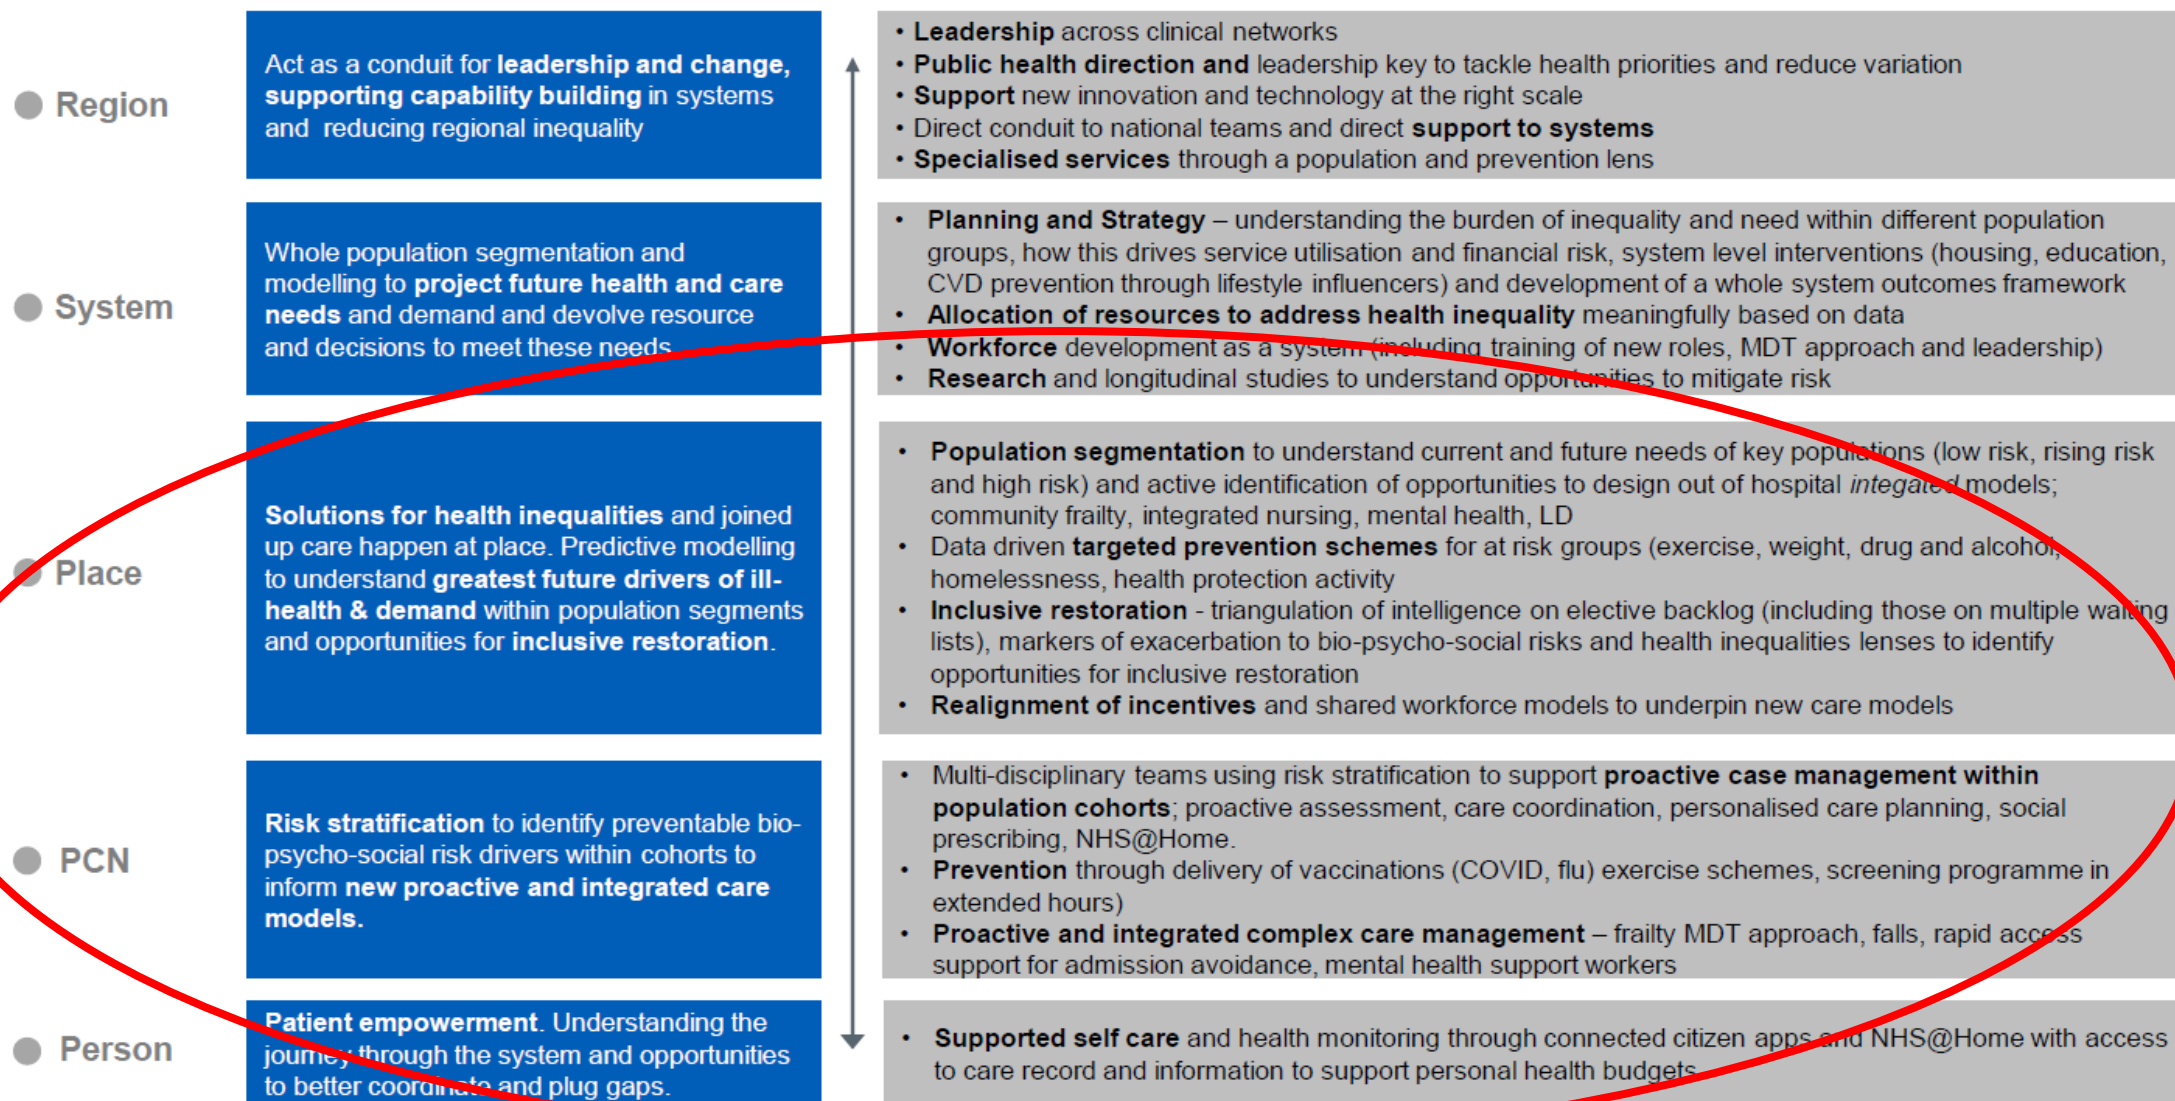 Region
Act as a conduit for leadership and change,
supporting capability building in systems
and reducing regional inequality
• Leadership across clinical networks
• Public health direction and leadership key to tackle health priorities and reduce variation
• Support new innovation and technology at the right scale
• Direct conduit to national teams and direct support to systems
• Specialised services through a population and prevention lens
System
Whole population segmentation and
modelling to project future health and care
needs and demand and devolve resource
and decisions to meet these needs
• Planning and Strategy – understanding the burden of inequality and need within different population
groups, how this drives service utilisation and financial risk, system level interventions (housing, education,
CVD prevention through lifestyle influencers) and development of a whole system outcomes framework
• Allocation of resources to address health inequality meaningfully based on data
• Workforce development as a system (including training of new roles, MDT approach and leadership)
• Research and longitudinal studies to understand opportunities to mitigate risk
Place
Solutions for health inequalities and joined
up care happen at place. Predictive modelling
to understand greatest future drivers of ill-
health & demand within population segments
and opportunities for inclusive restoration.
• Population segmentation to understand current and future needs of key populations (low risk, rising risk
and high risk) and active identification of opportunities to design out of hospital integated models;
community frailty, integrated nursing, mental health, LD
• Data driven targeted prevention schemes for at risk groups (exercise, weight, drug and alcohol,
homelessness, health protection activity
• Inclusive restoration - triangulation of intelligence on elective backlog (including those on multiple waiting
lists), markers of exacerbation to bio-psycho-social risks and health inequalities lenses to identify
opportunities for inclusive restoration
• Realignment of incentives and shared workforce models to underpin new care models
PCN
Risk stratification to identify preventable bio-
psycho-social risk drivers within cohorts to
inform new proactive and integrated care
models.
• Multi-disciplinary teams using risk stratification to support proactive case management within
population cohorts; proactive assessment, care coordination, personalised care planning, social
prescribing, NHS@Home.
• Prevention through delivery of vaccinations (COVID, flu) exercise schemes, screening programme in
extended hours)
• Proactive and integrated complex care management – frailty MDT approach, falls, rapid access
support for admission avoidance, mental health support workers
Person
Patient empowerment. Understanding the
journey through the system and opportunities
to better coordinate and plug gaps.
• Supported self care and health monitoring through connected citizen apps and NHS@Home with access
to care record and information to support personal health budgets